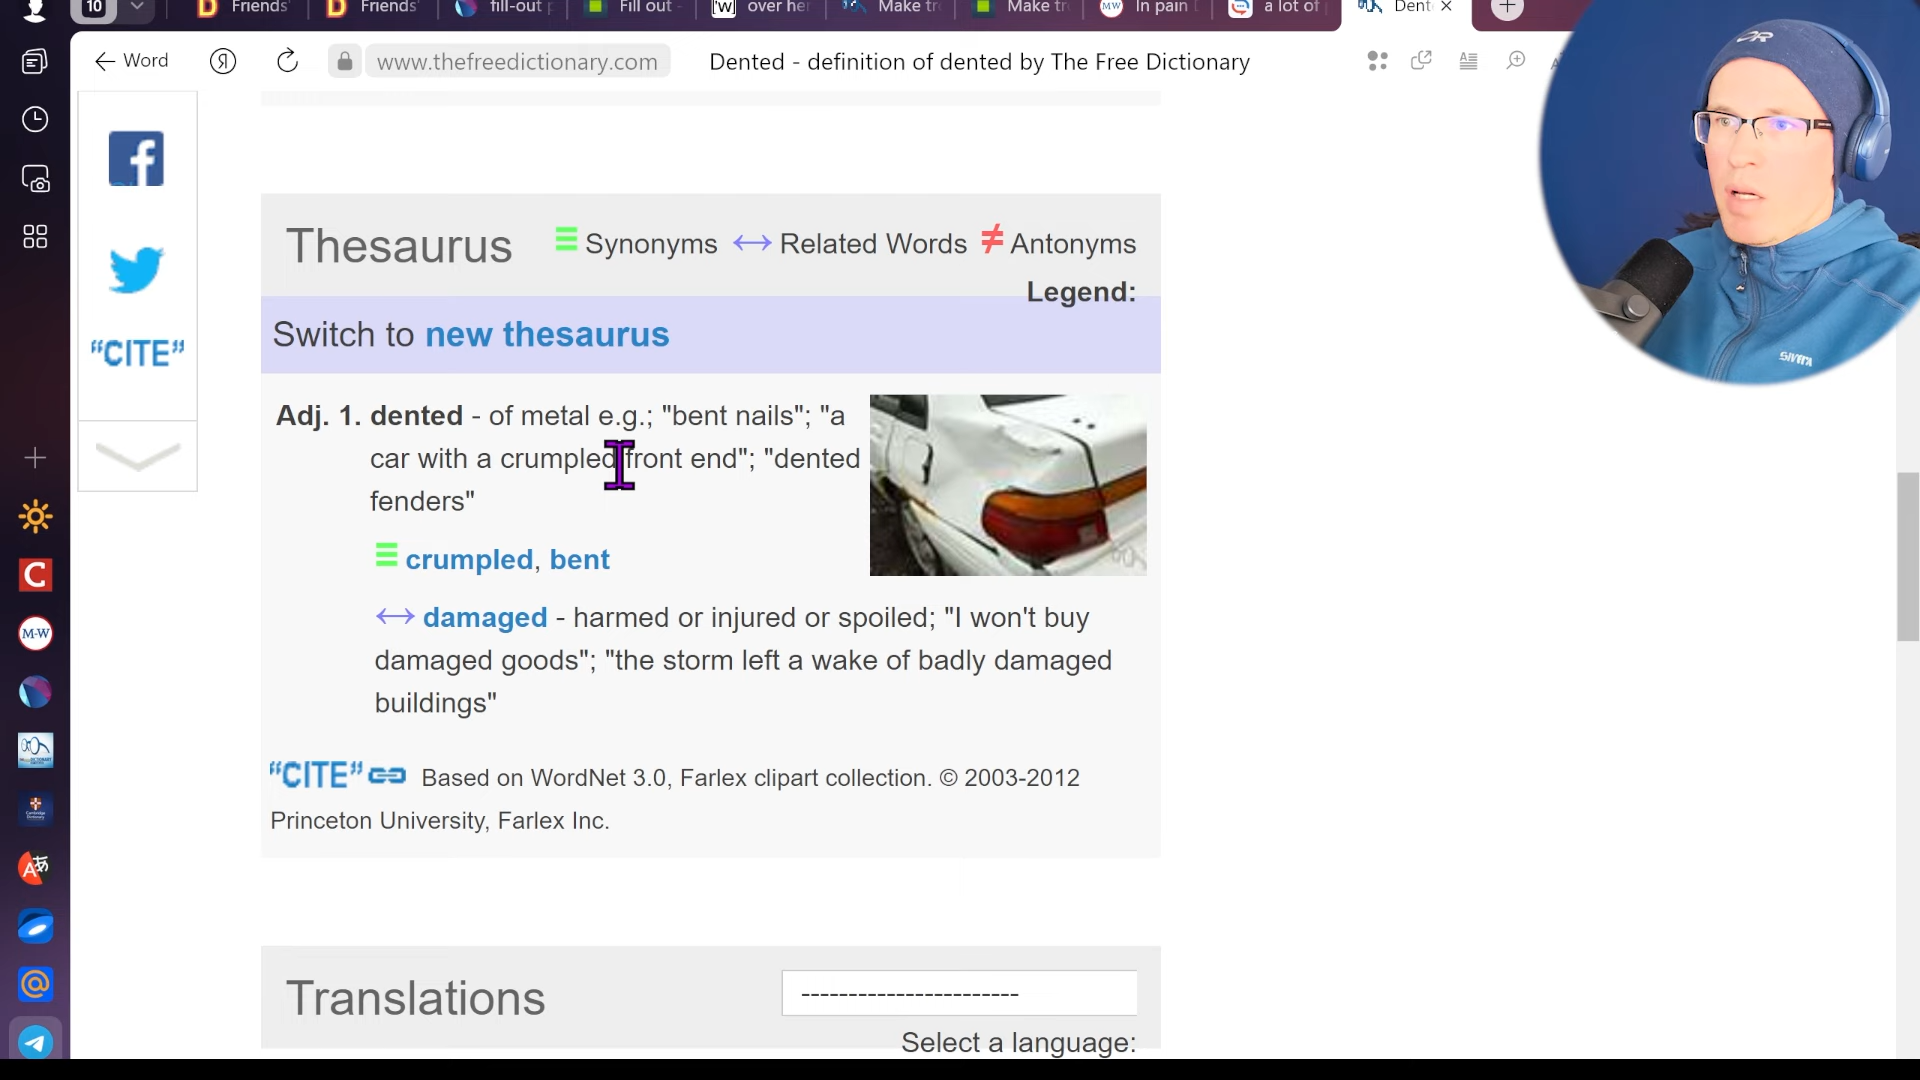 10
Friends'
Friends'
fill-out p
Fill out -
'w over her
Make tr
Make tr
MW In pain
a lot of
Dent
Word
Я
www.thefreedictionary.com
Dented - definition of dented by The Free Dictionary
f
"CITE"
Thesaurus
Synonyms
Related Words
Antonyms
Legend:
Switch to new thesaurus
Adj. 1. dented - of metal e.g.; "bent nails"; "a
car with a crumpled front end"; "dented
fenders"
crumpled, bent
damaged - harmed or injured or spoiled; "I won't buy
damaged goods"; "the storm left a wake of badly damaged
buildings"
"CITE" Based on WordNet 3.0, Farlex clipart collection. © 2003-2012
Princeton University, Farlex Inc.
Translations
-----------------------
Select a language:
C
M-W
@
OR
SIVERA